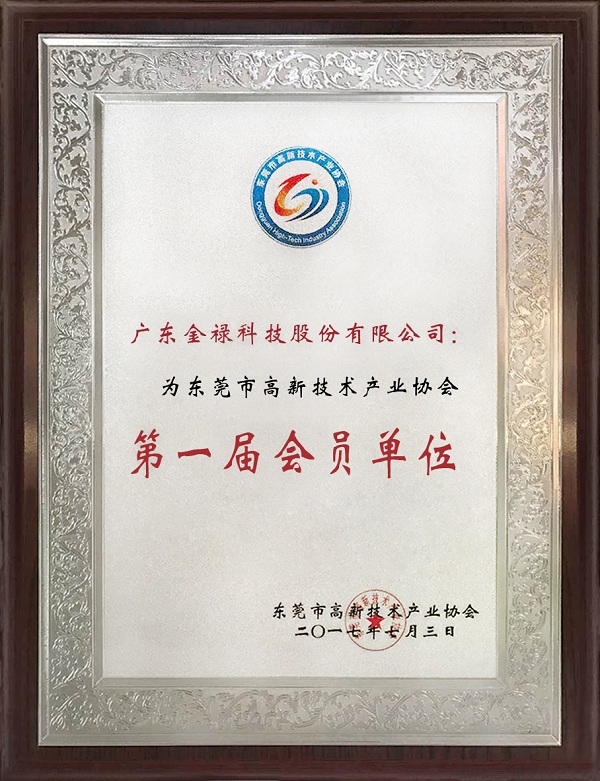 东莞市高新技术产业协会
Dongguan High-Tech Industry Association
广东金禄科技股份有限公司：
为东莞市高新技术产业协会
第一届会员单位
东莞市高新技术产业协会
二〇一七年七月三日